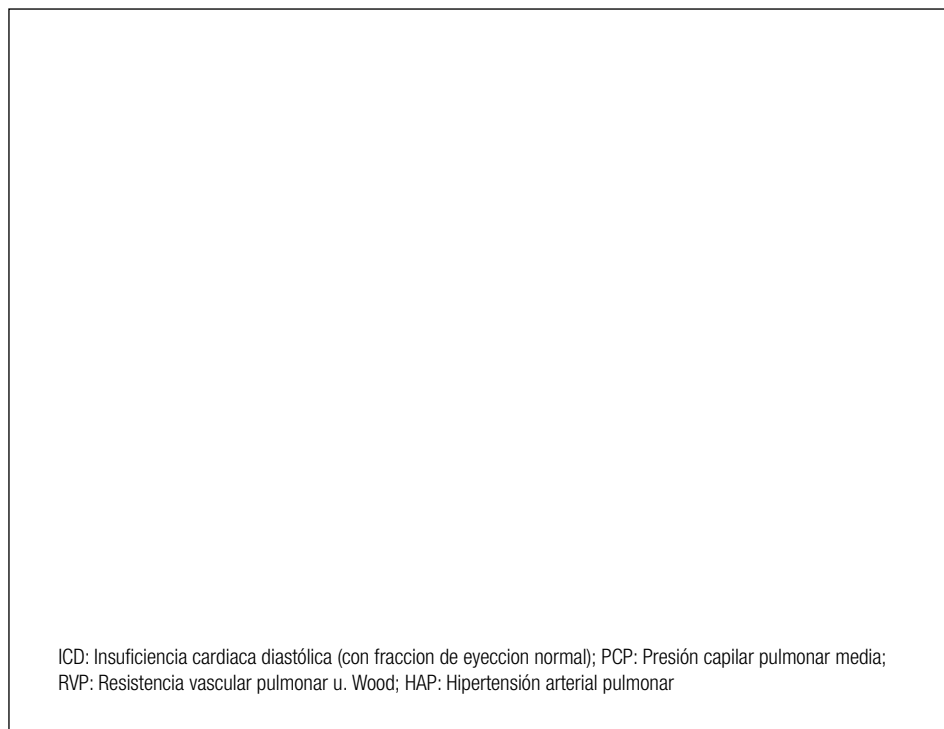 ICD: Insuficiencia cardiaca diastólica (con fraccion de eyeccion normal); PCP: Presión capilar pulmonar media;
RVP: Resistencia vascular pulmonar u. Wood; HAP: Hipertensión arterial pulmonar